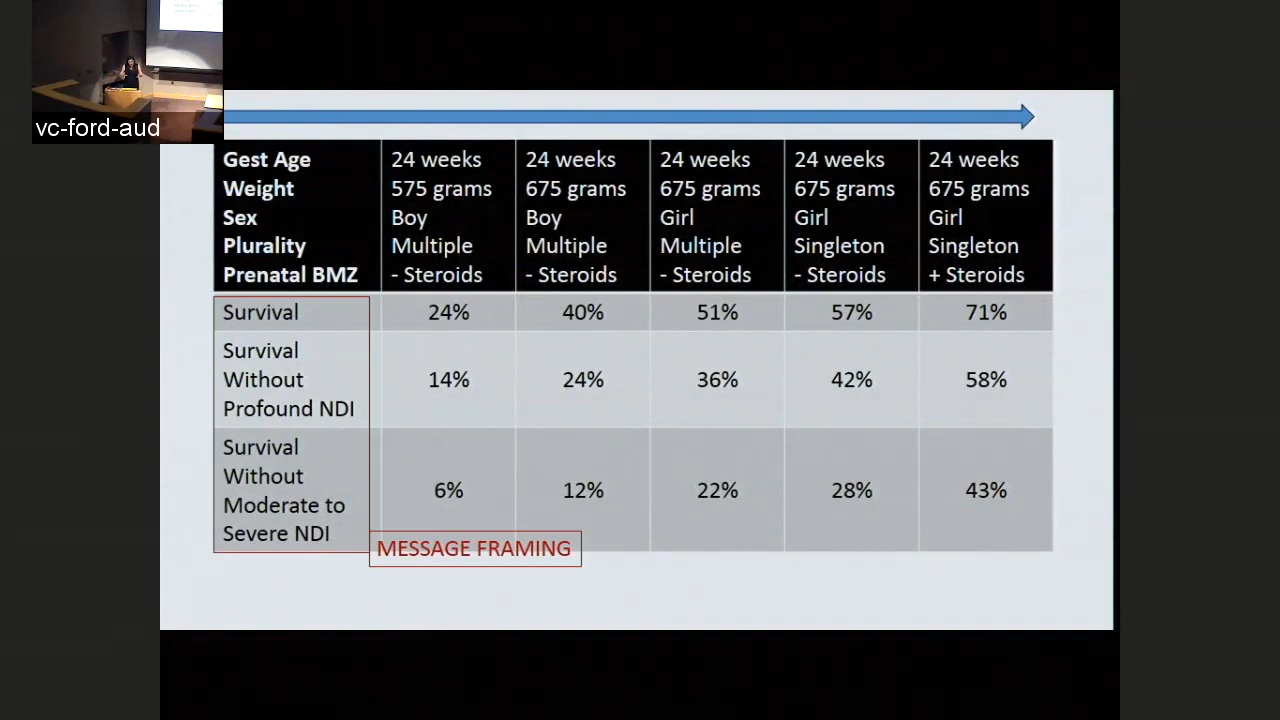 vc-ford-aud
Gest Age 24 weeks 24 weeks 24 weeks 24 weeks 24 weeks
Weight 575 grams 675 grams 675 grams 675 grams 675 grams
Sex Boy Boy Girl Girl Girl
Plurality Multiple Multiple Multiple Singleton Singleton
Prenatal BMZ - Steroids - Steroids - Steroids - Steroids + Steroids
Survival 24% 40% 51% 57% 71%
Survival
Without 14% 24% 36% 42% 58%
Profound NDI
Survival
Without
Moderate to 6% 12% 22% 28% 43%
Severe NDI
MESSAGE FRAMING